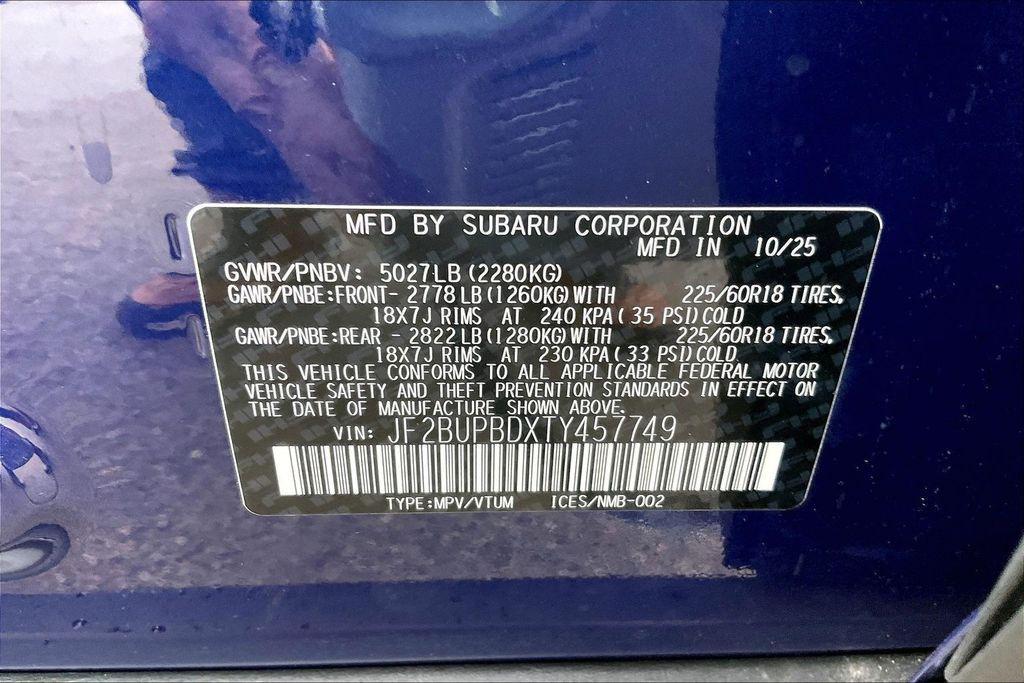 MFD BY SUBARU CORPORATION
MFD IN 10/25
GVWR/PNBV: 5027LB (2280KG)
GAWR/PNBE:FRONT- 2778 LB (1260KG) WITH 225/60R18 TIRES,
18X7J RIMS AT 240 KPA ( 35 PSI) COLD
GAWR/PNBE:REAR - 2822 LB (1280KG) WITH 225/60R18 TIRES.
18X7J RIMS AT 230 KPA ( 33 PSI) COLD
THIS VEHICLE CONFORMS TO ALL APPLICABLE FEDERAL MOTOR
VEHICLE SAFETY AND THEFT PREVENTION STANDARDS IN EFFECT ON
THE DATE OF MANUFACTURE SHOWN ABOVE.
VIN: JF2BUPBDXTY457749
TYPE:MPV/VTUM ICES/NMB-002